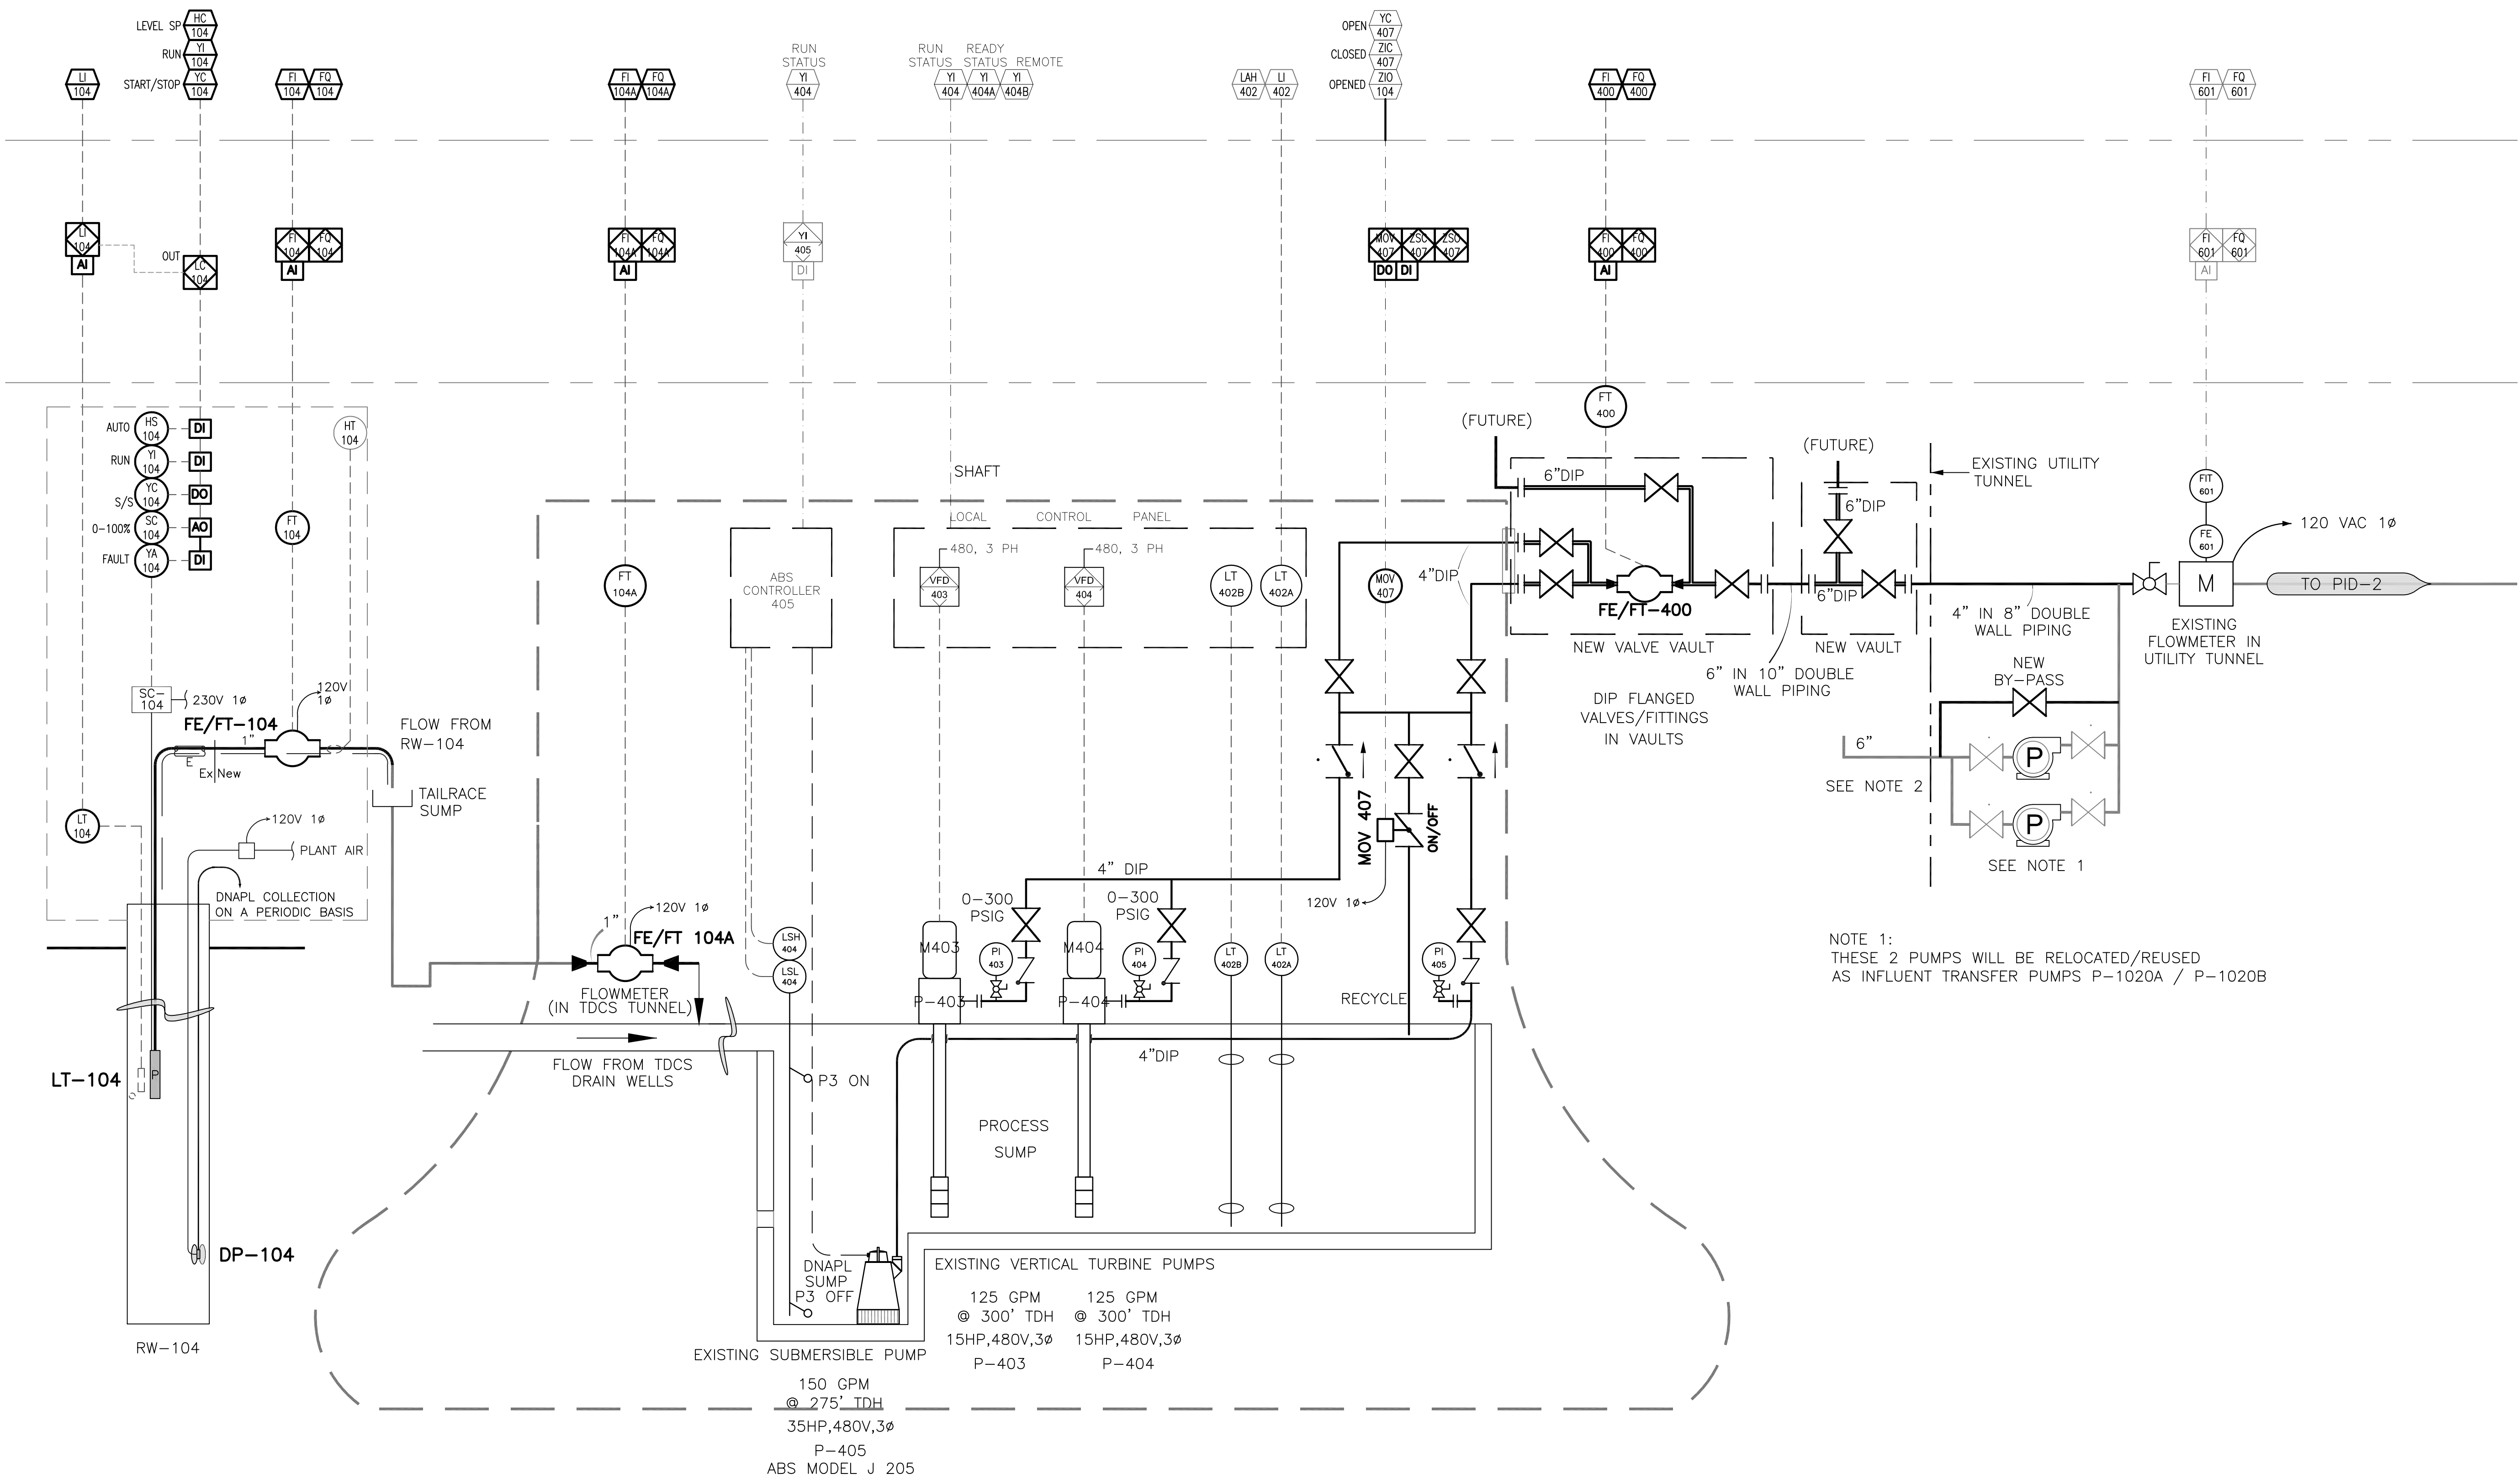 LEVEL SP
HC
104
RUN
YI
104
START/STOP
YC
104
LI
104
FI
104
FQ
104
FI
104A
FQ
104A
RUN
STATUS
YI
404
RUN
STATUS
READY
STATUS
REMOTE
YI
404
YI
404A
YI
404B
LAH
402
LI
402
OPEN
YC
407
CLOSED
ZIC
407
OPENED
ZIO
104
FI
400
FQ
400
FI
601
FQ
601
LI
104
AI
OUT
LC
104
FI
104
FQ
104
AI
FI
104A
FQ
104A
AI
YI
405
DI
MOV
407
ZSC
407
ZSO
407
DO
DI
FI
400
FQ
400
AI
FI
601
FQ
601
AI
AUTO
HS
104
DI
RUN
YI
104
DI
S/S
YC
104
DO
0-100%
SC
104
AO
FAULT
YA
104
DI
FT
104
HT
104
SC-
104
230V 1ø
120V
1ø
FE/FT-104
1"
FLOW FROM
RW-104
E
Ex
New
TAILRACE
SUMP
LT
104
120V 1ø
PLANT AIR
DNAPL COLLECTION
ON A PERIODIC BASIS
LT-104
P
DP-104
RW-104
FT
104A
SHAFT
ABS
CONTROLLER
405
LOCAL CONTROL PANEL
480, 3 PH
480, 3 PH
VFD
403
VFD
404
LT
402B
LT
402A
MOV
407
4"DIP
FT
400
(FUTURE)
6"DIP
FE/FT-400
NEW VALVE VAULT
(FUTURE)
6"DIP
6"DIP
NEW VAULT
6" IN 10" DOUBLE
WALL PIPING
DIP FLANGED
VALVES/FITTINGS
IN VAULTS
EXISTING UTILITY
TUNNEL
4" IN 8" DOUBLE
WALL PIPING
FIT
601
FE
601
M
120 VAC 1ø
TO PID-2
EXISTING
FLOWMETER IN
UTILITY TUNNEL
NEW
BY-PASS
6"
P
SEE NOTE 2
P
SEE NOTE 1
NOTE 1:
THESE 2 PUMPS WILL BE RELOCATED/REUSED
AS INFLUENT TRANSFER PUMPS P-1020A / P-1020B
MOV 407
ON/OFF
120V 1ø
4" DIP
0-300
PSIG
0-300
PSIG
1"
120V 1ø
FE/FT 104A
FLOWMETER
(IN TDCS TUNNEL)
FLOW FROM TDCS
DRAIN WELLS
LSH
404
LSL
404
M403
P-403
PI
403
M404
P-404
PI
404
LT
402B
LT
402A
PI
405
RECYCLE
4"DIP
P3 ON
PROCESS
SUMP
DNAPL
SUMP
P3 OFF
EXISTING SUBMERSIBLE PUMP
150 GPM
@ 275' TDH
35HP,480V,3ø
P-405
ABS MODEL J 205
EXISTING VERTICAL TURBINE PUMPS
125 GPM
@ 300' TDH
15HP,480V,3ø
P-403
125 GPM
@ 300' TDH
15HP,480V,3ø
P-404